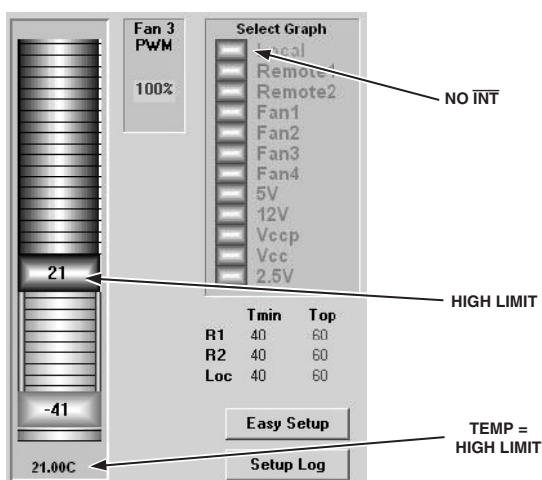 Fan 3
PWM
100%
Select Graph
Local
Remote1
Remote2
Fan1
Fan2
Fan3
Fan4
5V
12V
Vccp
Vcc
2.5V
NO INT
21
HIGH LIMIT
Tmin Top
R1 40 60
R2 40 60
Loc 40 60
-41
Easy Setup
21.00C
Setup Log
TEMP =
HIGH LIMIT